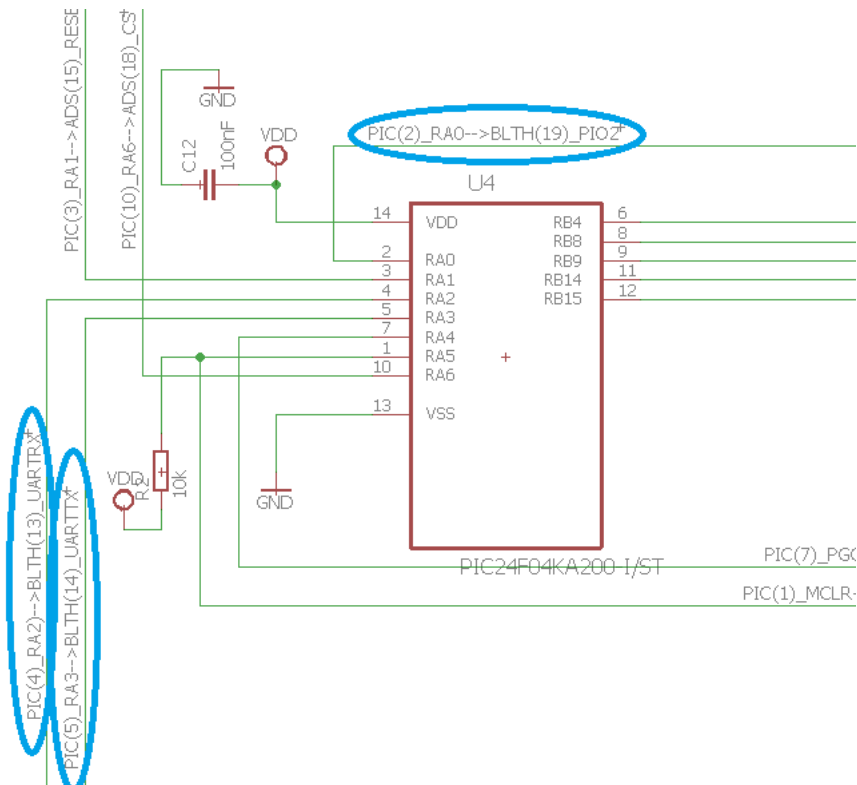 PIC(3)_RA1-->ADS(15)_RESE
PIC(10)_RA6-->ADS(18)_CS
GND
C12
100nF
VDD
PIC(2)_RA0-->BLTH(19)_PIO2
U4
14 VDD
2 RA0
3 RA1
4 RA2
5 RA3
7 RA4
1 RA5
10 RA6
13 VSS
RB4 6
RB8 8
RB9 9
RB14 11
RB15 12
VDD
R2
10k
GND
PIC(4)_RA2)-->BLTH(13)_UARTRX
PIC(5)_RA3-->BLTH(14)_UARTTX
PIC24F04KA200-I/ST
PIC(7)_PGC
PIC(1)_MCLR-